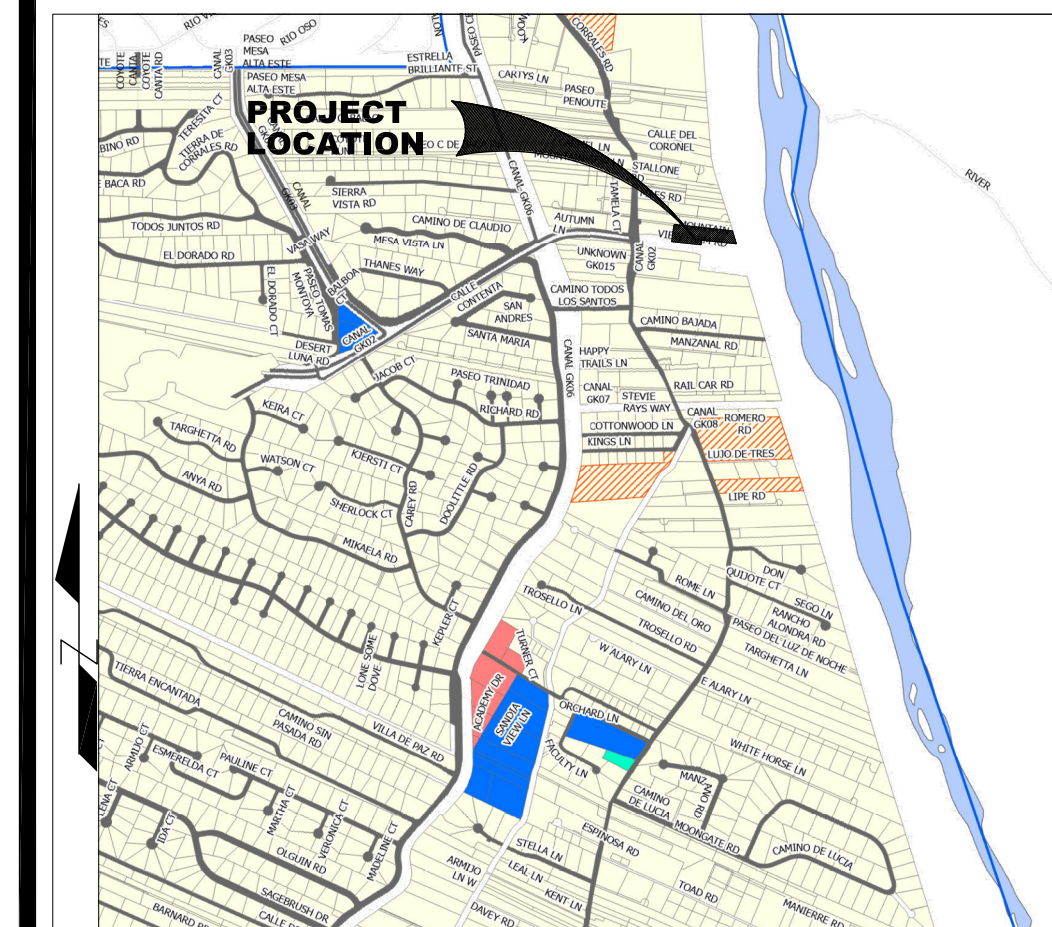 RIO OSO
PASEO
MESA
ALTA ESTE
CANAL
GK03
COYOTE
CANTA
COYOTE
CANTA RD
PASEO MESA
ALTA ESTE
ESTRELLA
BRILLIANTE ST
CORRALES RD
CARTYS LN
PASEO
PENOUTE
PROJECT
LOCATION
TERESITA CT
TIERRA DE
CORRALES RD
BINO RD
CALLE DEL
CORONEL
STALLONE
E BACA RD
SIERRA
VISTA RD
CANAL
CANAL GK06
TODOS JUNTOS RD
VASA WAY
CAMINO DE CLAUDIO
MESA VISTA LN
AUTUMN
LN
TAMELA CT
RIVER
EL DORADO RD
THANES WAY
UNKNOWN
GK015
CANAL
GK02
EL DORADO CT
PASEO TOMAS
MONTOYA
BALBOA
CT
CALLE
CONTENTA
SAN
ANDRES
CAMINO TODOS
LOS SANTOS
CANAL
GK02
SANTA MARIA
CAMINO BAJADA
MANZANAL RD
DESERT
LUNA RD
JACOB CT
CANAL GK06
HAPPY
TRAILS LN
PASEO TRINIDAD
CANAL
GK07
STEVIE
RAYS WAY
RAIL CAR RD
RICHARD RD
KEIRA CT
CANAL
GK08
ROMERO
RD
COTTONWOOD LN
KINGS LN
TARGHETTA RD
LUJO DE TRES
WATSON CT
KJERSTI CT
ANYA RD
CAREY RD
DOOLITTLE RD
LIPE RD
SHERLOCK CT
MIKAELA RD
DON
QUIJOTE CT
ROME LN
SEGO LN
TROSELLO LN
CAMINO DEL ORO
RANCHO
ALONDRA RD
KEPLER CT
TURNER CT
TROSELLO RD
PASEO DEL LUZ DE NOCHE
LONE SOME
DOVE
W ALARY LN
TARGHETTA LN
TIERRA ENCANTADA
ACADEMY DR
E ALARY LN
SANDIA
VIEW LN
ORCHARD LN
CAMINO SIN
PASADA RD
VILLA DE PAZ RD
FACULTY LN
WHITE HORSE LN
ARMIJO CT
ESMERELDA CT
PAULINE CT
MANZ
ANO RD
CAMINO
DE LUCIA
MOONGATE RD
LENA CT
IDA CT
MARTHA CT
VERONICA CT
MADELINE CT
ESPINOSA RD
CAMINO DE LUCIA
STELLA LN
OLGUIN RD
ARMIJO
LN W
LEAL LN
TOAD RD
SAGEBRUSH DR
KENT LN
MANIERRE RD
BARNARD
DAVEY RD